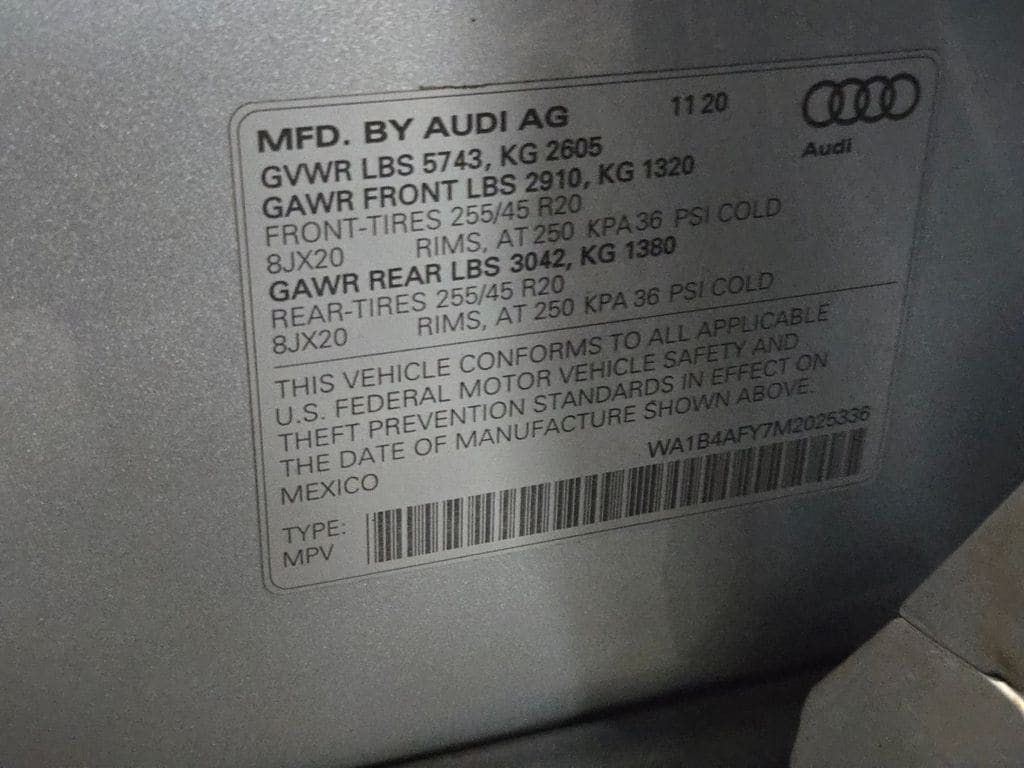 MFD. BY AUDI AG 11 20
Audi
GVWR LBS 5743, KG 2605
GAWR FRONT LBS 2910, KG 1320
FRONT-TIRES 255/45 R20
8JX20 RIMS, AT 250 KPA 36 PSI COLD
GAWR REAR LBS 3042, KG 1380
REAR-TIRES 255/45 R20
8JX20 RIMS, AT 250 KPA 36 PSI COLD
THIS VEHICLE CONFORMS TO ALL APPLICABLE
U.S. FEDERAL MOTOR VEHICLE SAFETY AND
THEFT PREVENTION STANDARDS IN EFFECT ON
THE DATE OF MANUFACTURE SHOWN ABOVE.
MEXICO WA1B4AFY7M2025336
TYPE:
MPV